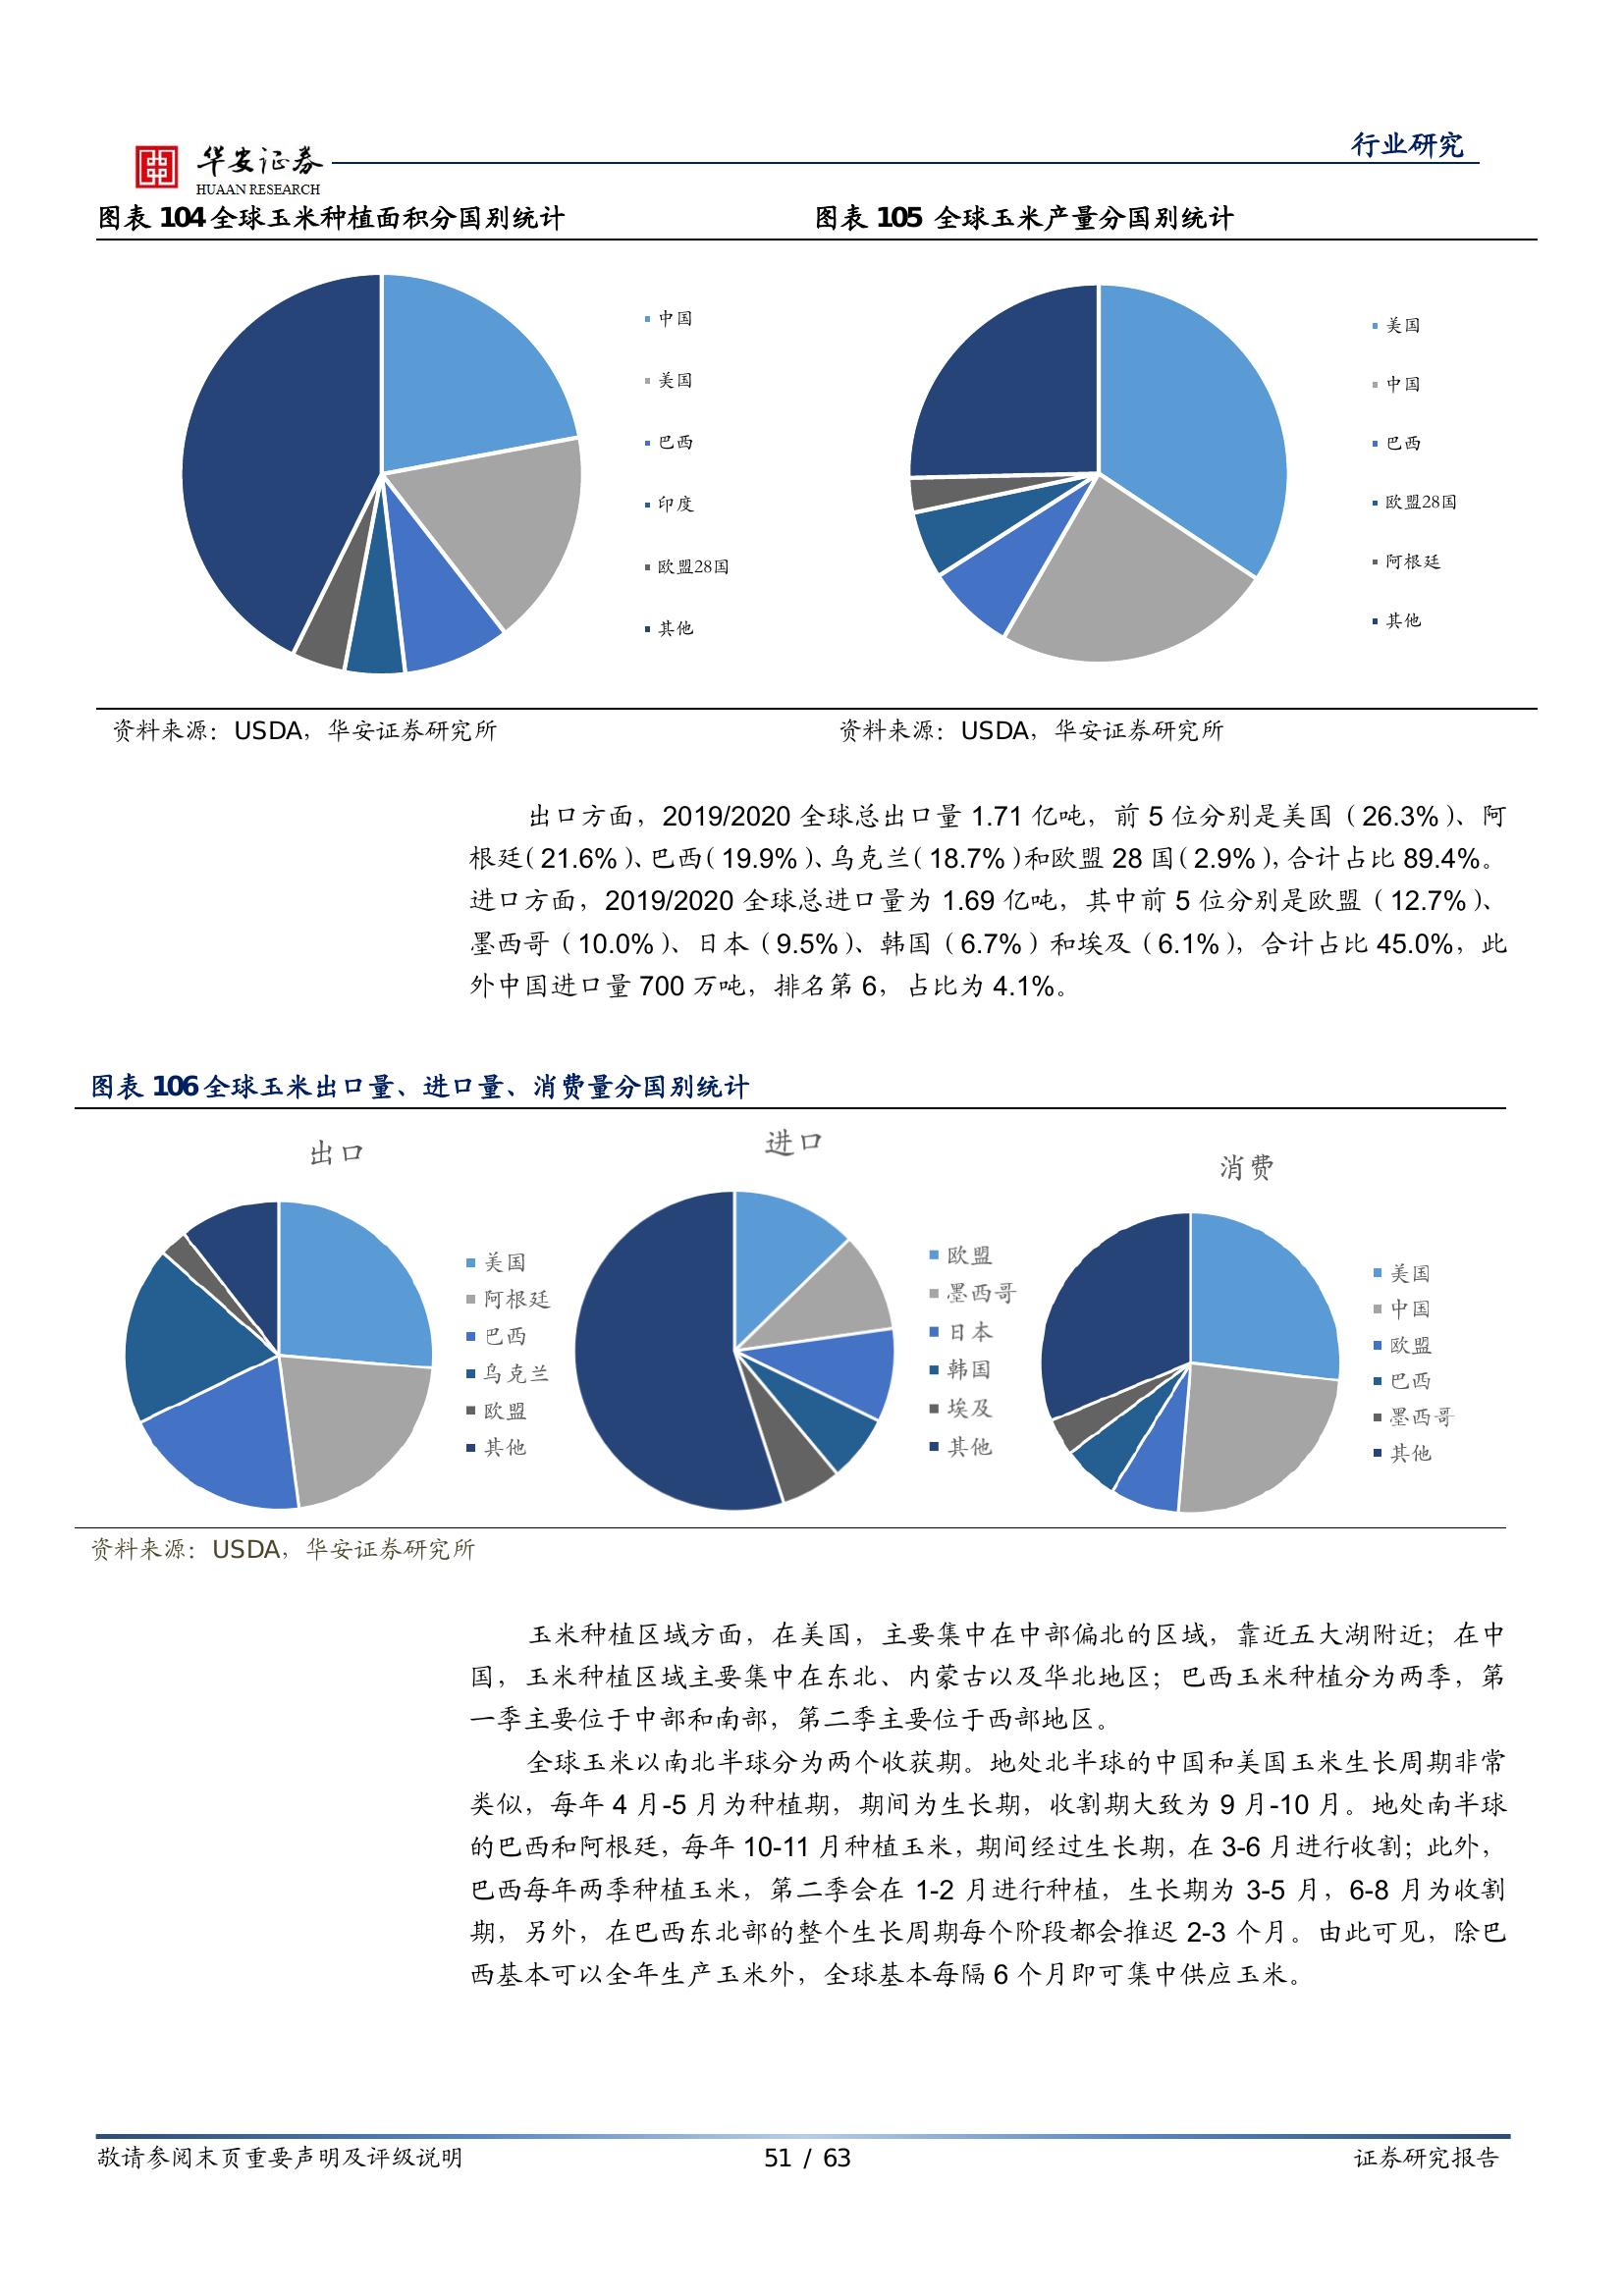 行业研究
华安证券
HUAAN RESEARCH
图表 104 全球玉米种植面积分国别统计
图表 105 全球玉米产量分国别统计
中国
美国
巴西
印度
欧盟28国
其他
美国
中国
巴西
欧盟28国
阿根廷
其他
资料来源：USDA，华安证券研究所
资料来源：USDA，华安证券研究所
出口方面，2019/2020 全球总出口量 1.71 亿吨，前 5 位分别是美国（26.3%）、阿
根廷（21.6%）、巴西（19.9%）、乌克兰（18.7%）和欧盟 28 国（2.9%），合计占比 89.4%。
进口方面，2019/2020 全球总进口量为 1.69 亿吨，其中前 5 位分别是欧盟（12.7%）、
墨西哥（10.0%）、日本（9.5%）、韩国（6.7%）和埃及（6.1%），合计占比 45.0%，此
外中国进口量 700 万吨，排名第 6，占比为 4.1%。
图表 106 全球玉米出口量、进口量、消费量分国别统计
出口
美国
阿根廷
巴西
乌克兰
欧盟
其他
进口
欧盟
墨西哥
日本
韩国
埃及
其他
消费
美国
中国
欧盟
巴西
墨西哥
其他
资料来源：USDA，华安证券研究所
玉米种植区域方面，在美国，主要集中在中部偏北的区域，靠近五大湖附近；在中
国，玉米种植区域主要集中在东北、内蒙古以及华北地区；巴西玉米种植分为两季，第
一季主要位于中部和南部，第二季主要位于西部地区。
全球玉米以南北半球分为两个收获期。地处北半球的中国和美国玉米生长周期非常
类似，每年 4 月-5 月为种植期，期间为生长期，收割期大致为 9 月-10 月。地处南半球
的巴西和阿根廷，每年 10-11 月种植玉米，期间经过生长期，在 3-6 月进行收割；此外，
巴西每年两季种植玉米，第二季会在 1-2 月进行种植，生长期为 3-5 月，6-8 月为收割
期，另外，在巴西东北部的整个生长周期每个阶段都会推迟 2-3 个月。由此可见，除巴
西基本可以全年生产玉米外，全球基本每隔 6 个月即可集中供应玉米。
敬请参阅末页重要声明及评级说明
51 / 63
证券研究报告